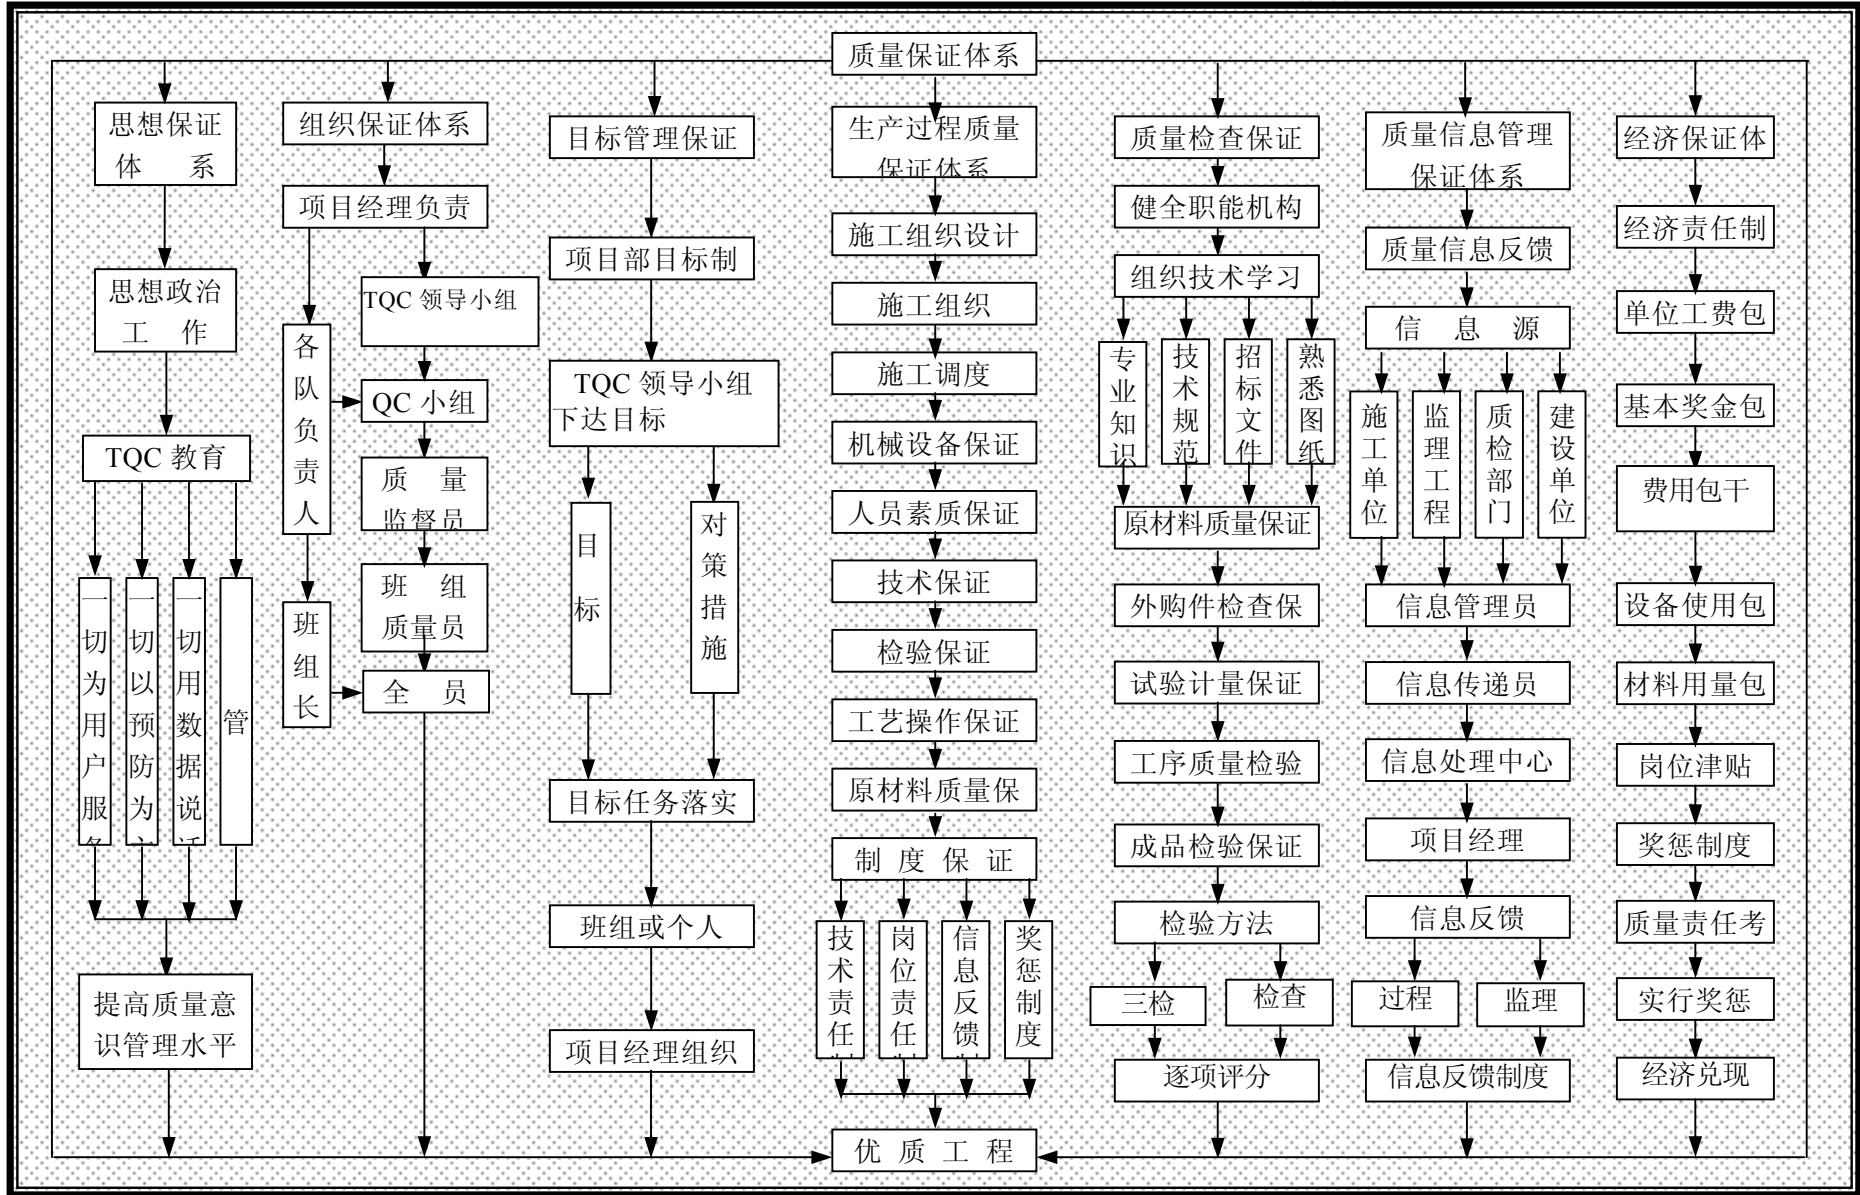 质量保证体系
思想保证
体 系
思想政治
工 作
TQC 教育
一切为用户服
一切以预防为
一切用数据说
管
提高质量意
识管理水平
组织保证体系
项目经理负责
各队负责人
班组长
TQC 领导小组
QC 小组
质 量
监督员
班 组
质量员
全 员
目标管理保证
项目部目标制
TQC 领导小组
下达目标
目标
对策措施
目标任务落实
班组或个人
项目经理组织
生产过程质量
保证体系
施工组织设计
施工组织
施工调度
机械设备保证
人员素质保证
技术保证
检验保证
工艺操作保证
原材料质量保
制 度 保 证
技术责任
岗位责任
信息反馈
奖惩制度
优 质 工 程
质量检查保证
健全职能机构
组织技术学习
专业知识
技术规范
招标文件
熟悉图纸
原材料质量保证
外购件检查保
试验计量保证
工序质量检验
成品检验保证
检验方法
三检
检查
逐项评分
质量信息管理
保证体系
质量信息反馈
信 息 源
施工单位
监理工程
质检部门
建设单位
信息管理员
信息传递员
信息处理中心
项目经理
信息反馈
过程
监理
信息反馈制度
经济保证体
经济责任制
单位工费包
基本奖金包
费用包干
设备使用包
材料用量包
岗位津贴
奖惩制度
质量责任考
实行奖惩
经济兑现